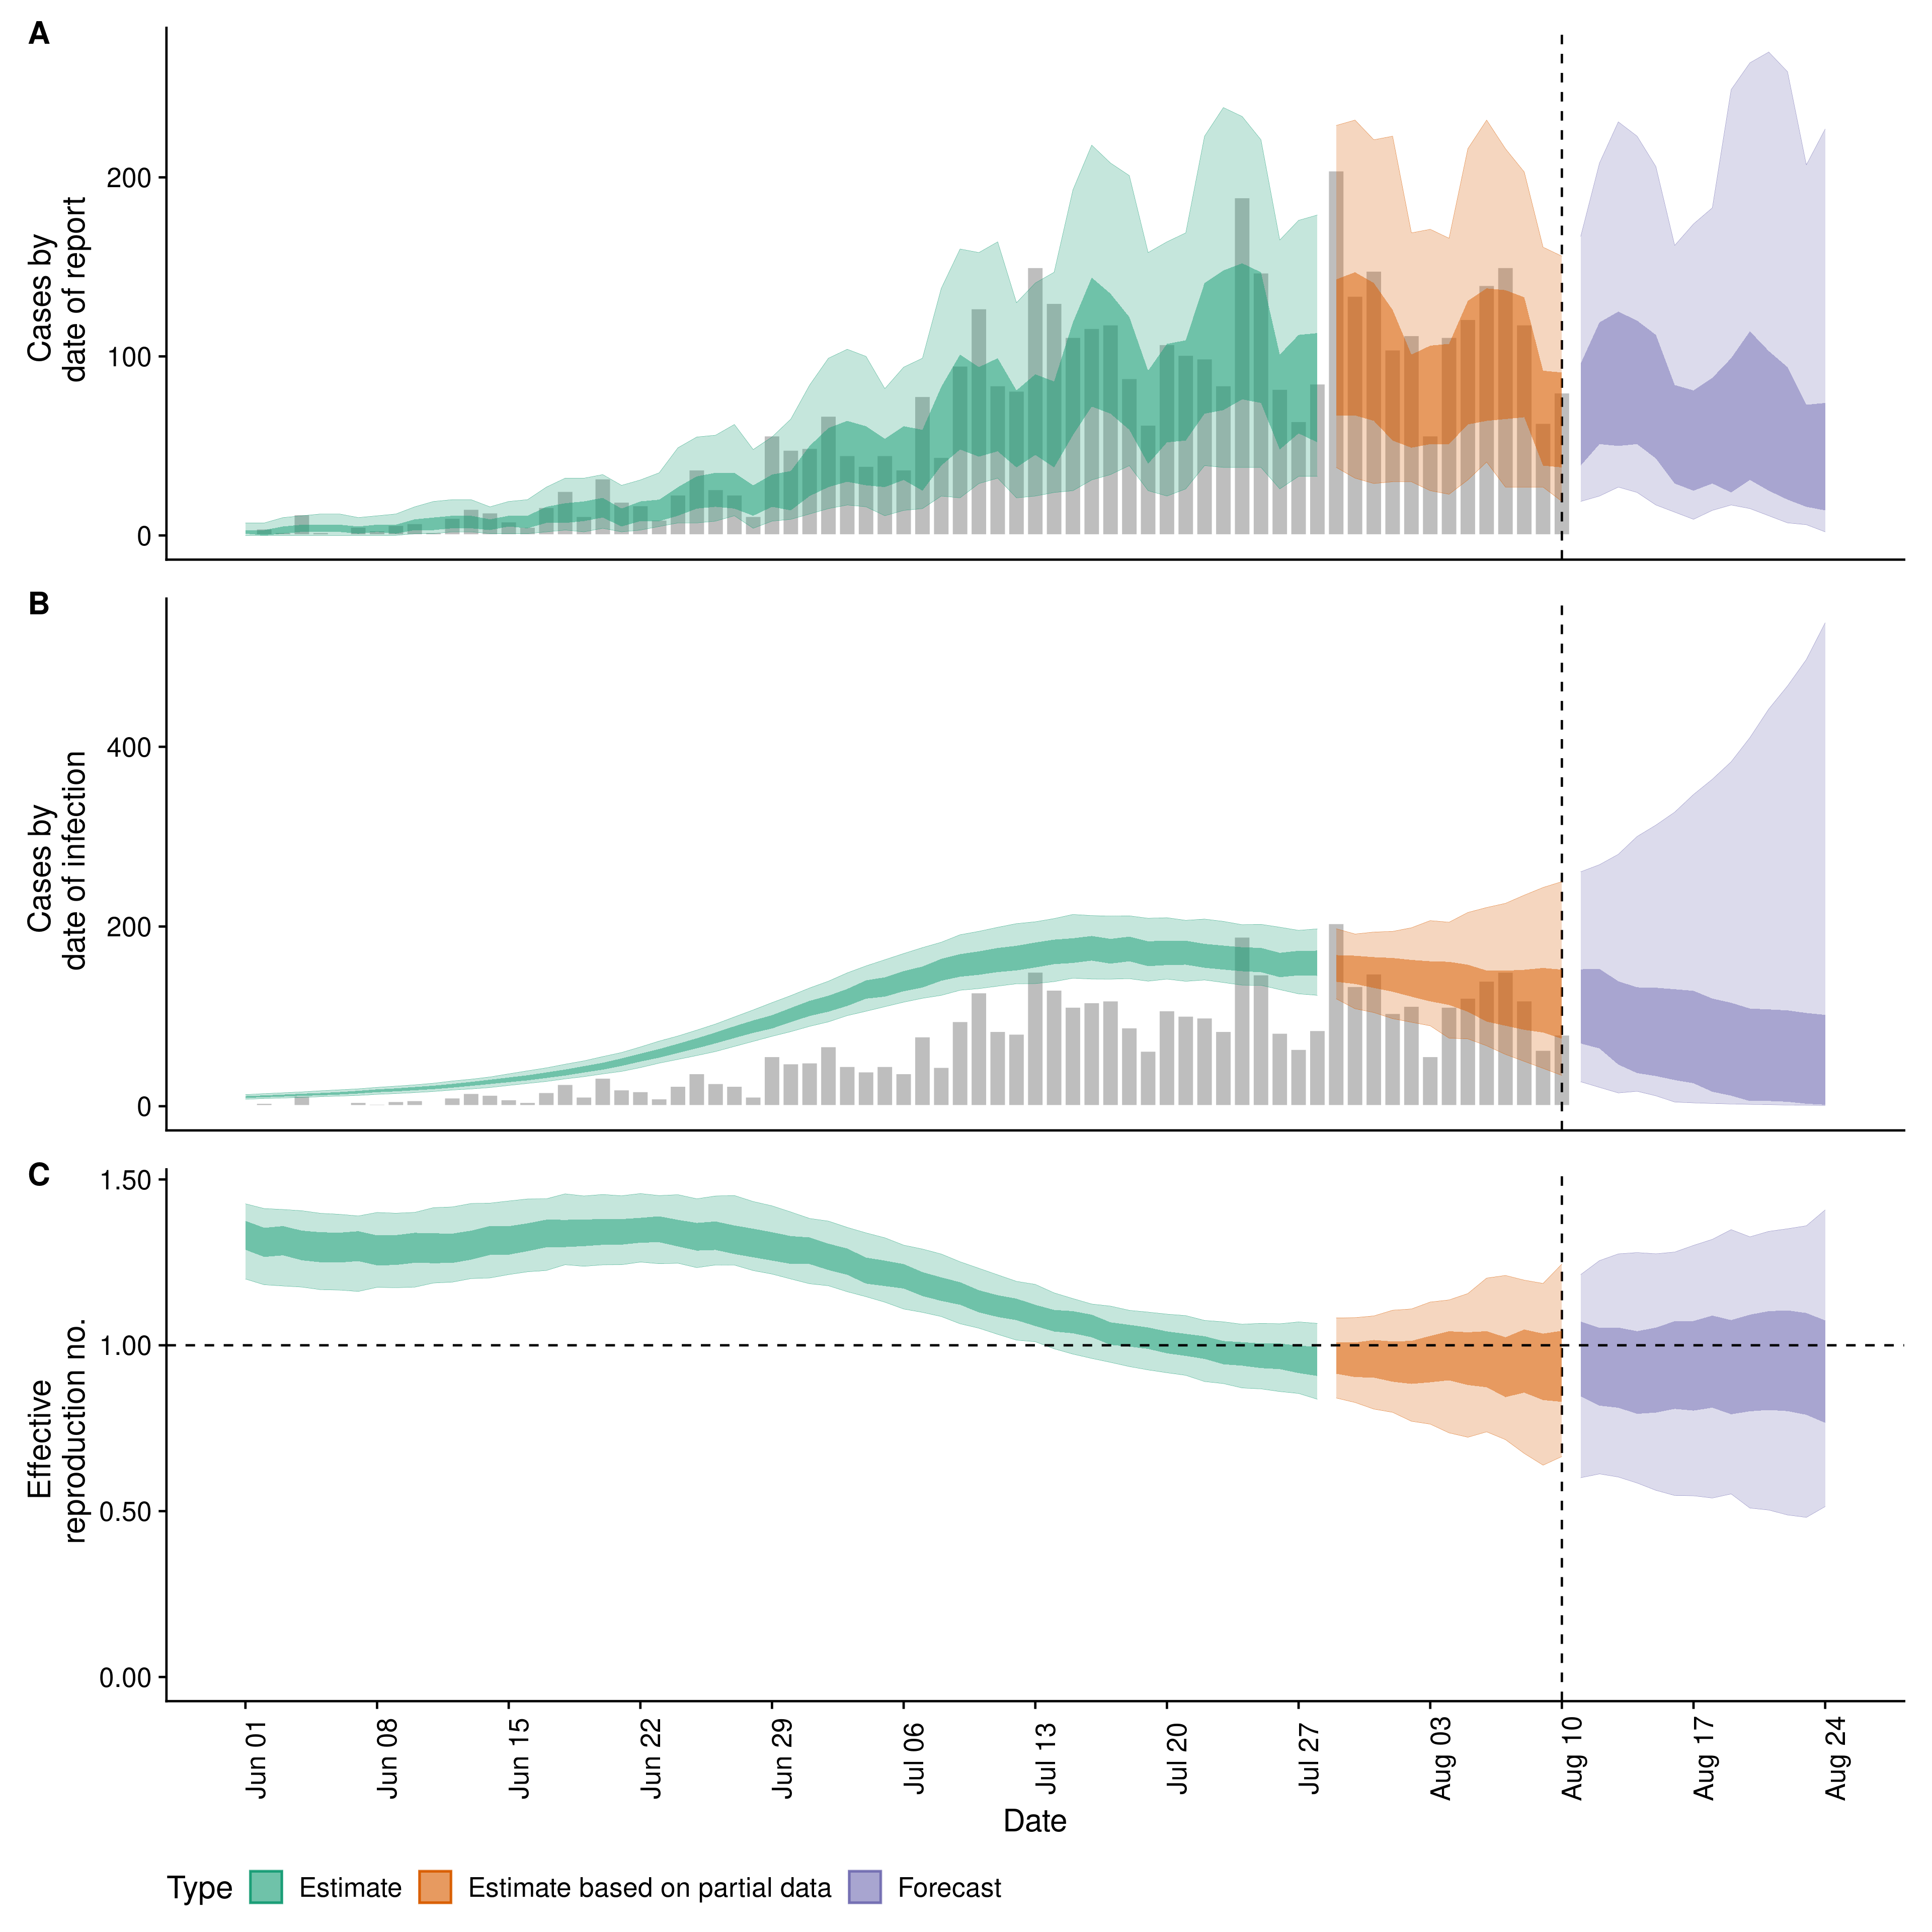 A
Cases by
date of report
200
100
0
B
Cases by
date of infection
400
200
0
C
Effective
reproduction no.
1.50
1.00
0.50
0.00
Jun 01
Jun 08
Jun 15
Jun 22
Jun 29
Jul 06
Jul 13
Jul 20
Jul 27
Aug 03
Aug 10
Aug 17
Aug 24
Date
Type Estimate Estimate based on partial data Forecast